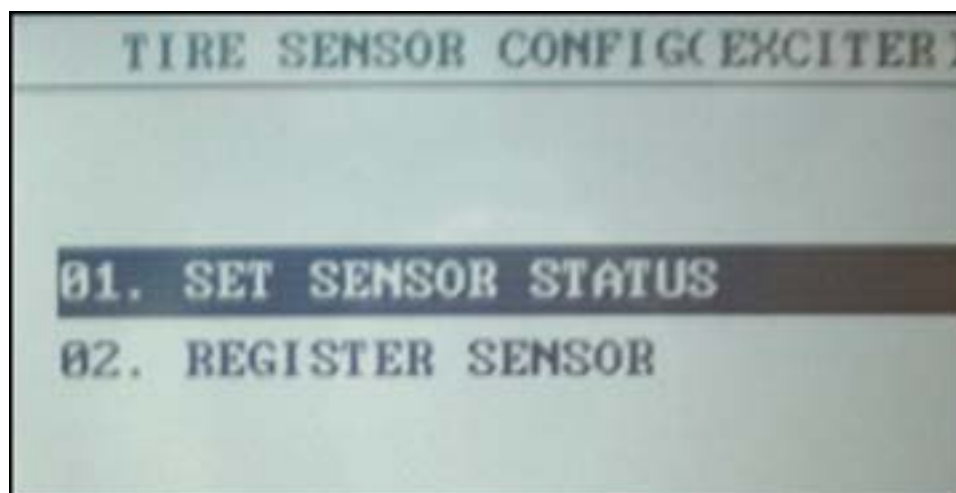 TIRE SENSOR CONFIG(EXCITER)
01. SET SENSOR STATUS
02. REGISTER SENSOR